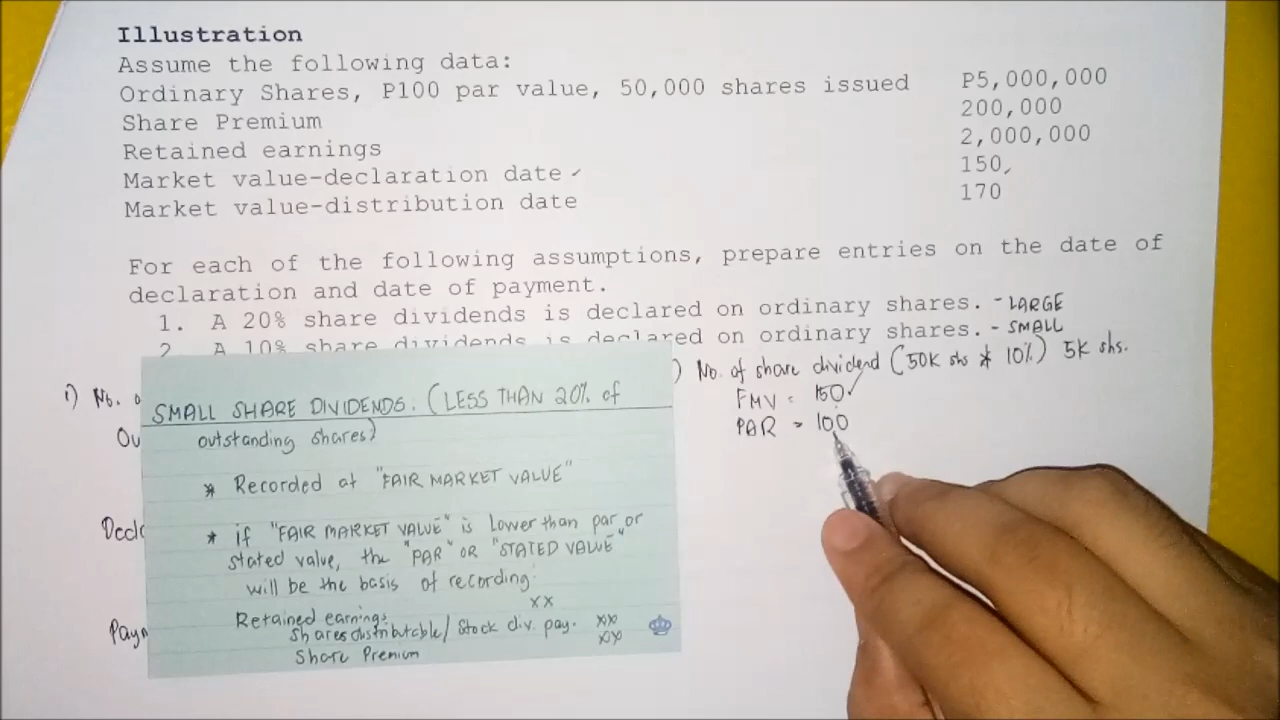 Illustration
Assume the following data:
Ordinary Shares, P100 par value, 50,000 shares issued P5,000,000
Share Premium 200,000
Retained earnings 2,000,000
Market value-declaration date ✓ 150
Market value-distribution date 170
For each of the following assumptions, prepare entries on the date of
declaration and date of payment.
1. A 20% share dividends is declared on ordinary shares. - LARGE
2. A 10% share dividends is declared on ordinary shares. - SMALL
1) No.
) No. of share dividend (50K shs * 10%) 5K shs.
FMV = 150 ✓
PAR = 100
SMALL SHARE DIVIDENDS: (LESS THAN 20% of
outstanding shares)
* Recorded at "FAIR MARKET VALUE"
* if "FAIR MARKET VALUE" is lower than par or
stated value, the "PAR" OR "STATED VALUE"
will be the basis of recording:
Retained earnings xx
Shares distributable/ Stock div. pay. xx
Share Premium xx